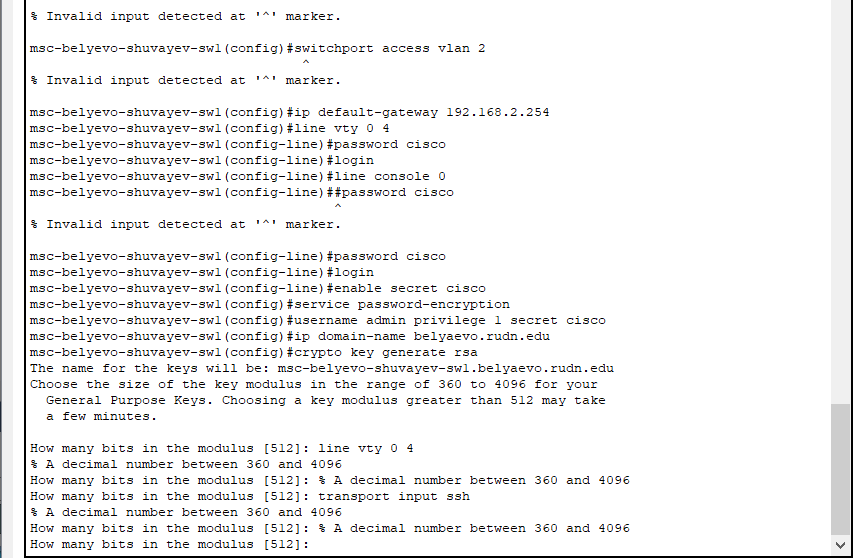 % Invalid input detected at '^' marker.
msc-belyevo-shuvayev-sw1(config)#switchport access vlan 2
^
% Invalid input detected at '^' marker.
msc-belyevo-shuvayev-sw1(config)#ip default-gateway 192.168.2.254
msc-belyevo-shuvayev-sw1(config)#line vty 0 4
msc-belyevo-shuvayev-sw1(config-line)#password cisco
msc-belyevo-shuvayev-sw1(config-line)#login
msc-belyevo-shuvayev-sw1(config-line)#line console 0
msc-belyevo-shuvayev-sw1(config-line)##password cisco
^
% Invalid input detected at '^' marker.
msc-belyevo-shuvayev-sw1(config-line)#password cisco
msc-belyevo-shuvayev-sw1(config-line)#login
msc-belyevo-shuvayev-sw1(config-line)#enable secret cisco
msc-belyevo-shuvayev-sw1(config)#service password-encryption
msc-belyevo-shuvayev-sw1(config)#username admin privilege 1 secret cisco
msc-belyevo-shuvayev-sw1(config)#ip domain-name belyaevo.rudn.edu
msc-belyevo-shuvayev-sw1(config)#crypto key generate rsa
The name for the keys will be: msc-belyevo-shuvayev-sw1.belyaevo.rudn.edu
Choose the size of the key modulus in the range of 360 to 4096 for your
General Purpose Keys. Choosing a key modulus greater than 512 may take
a few minutes.
How many bits in the modulus [512]: line vty 0 4
% A decimal number between 360 and 4096
How many bits in the modulus [512]: % A decimal number between 360 and 4096
How many bits in the modulus [512]: transport input ssh
% A decimal number between 360 and 4096
How many bits in the modulus [512]: % A decimal number between 360 and 4096
How many bits in the modulus [512]: